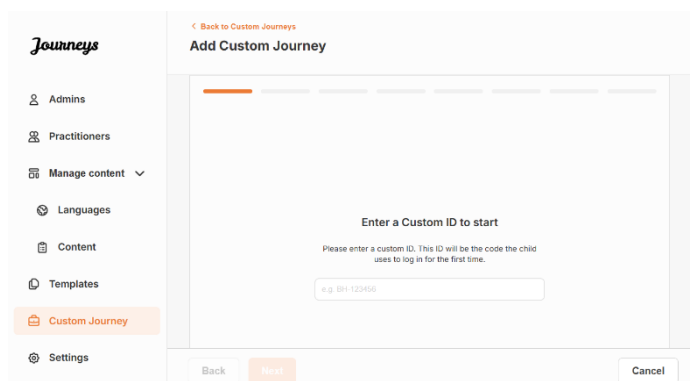 Journeys
Admins
Practitioners
Manage content
Languages
Content
Templates
Custom Journey
Settings
Back to Custom Journeys
Add Custom Journey
Enter a Custom ID to start
Please enter a custom ID. This ID will be the code the child
uses to log in for the first time.
e.g. BH-123456
Back
Next
Cancel